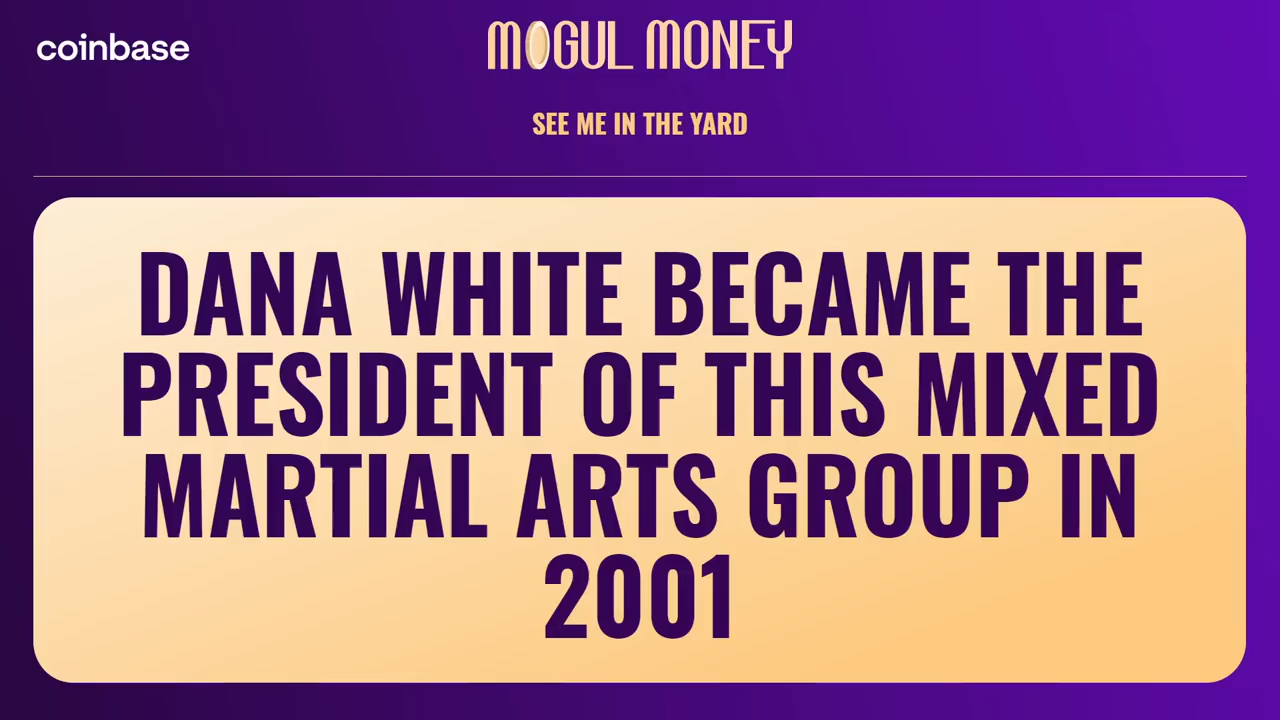 coinbase
MOGUL MONEY
SEE ME IN THE YARD
DANA WHITE BECAME THE
PRESIDENT OF THIS MIXED
MARTIAL ARTS GROUP IN
2001